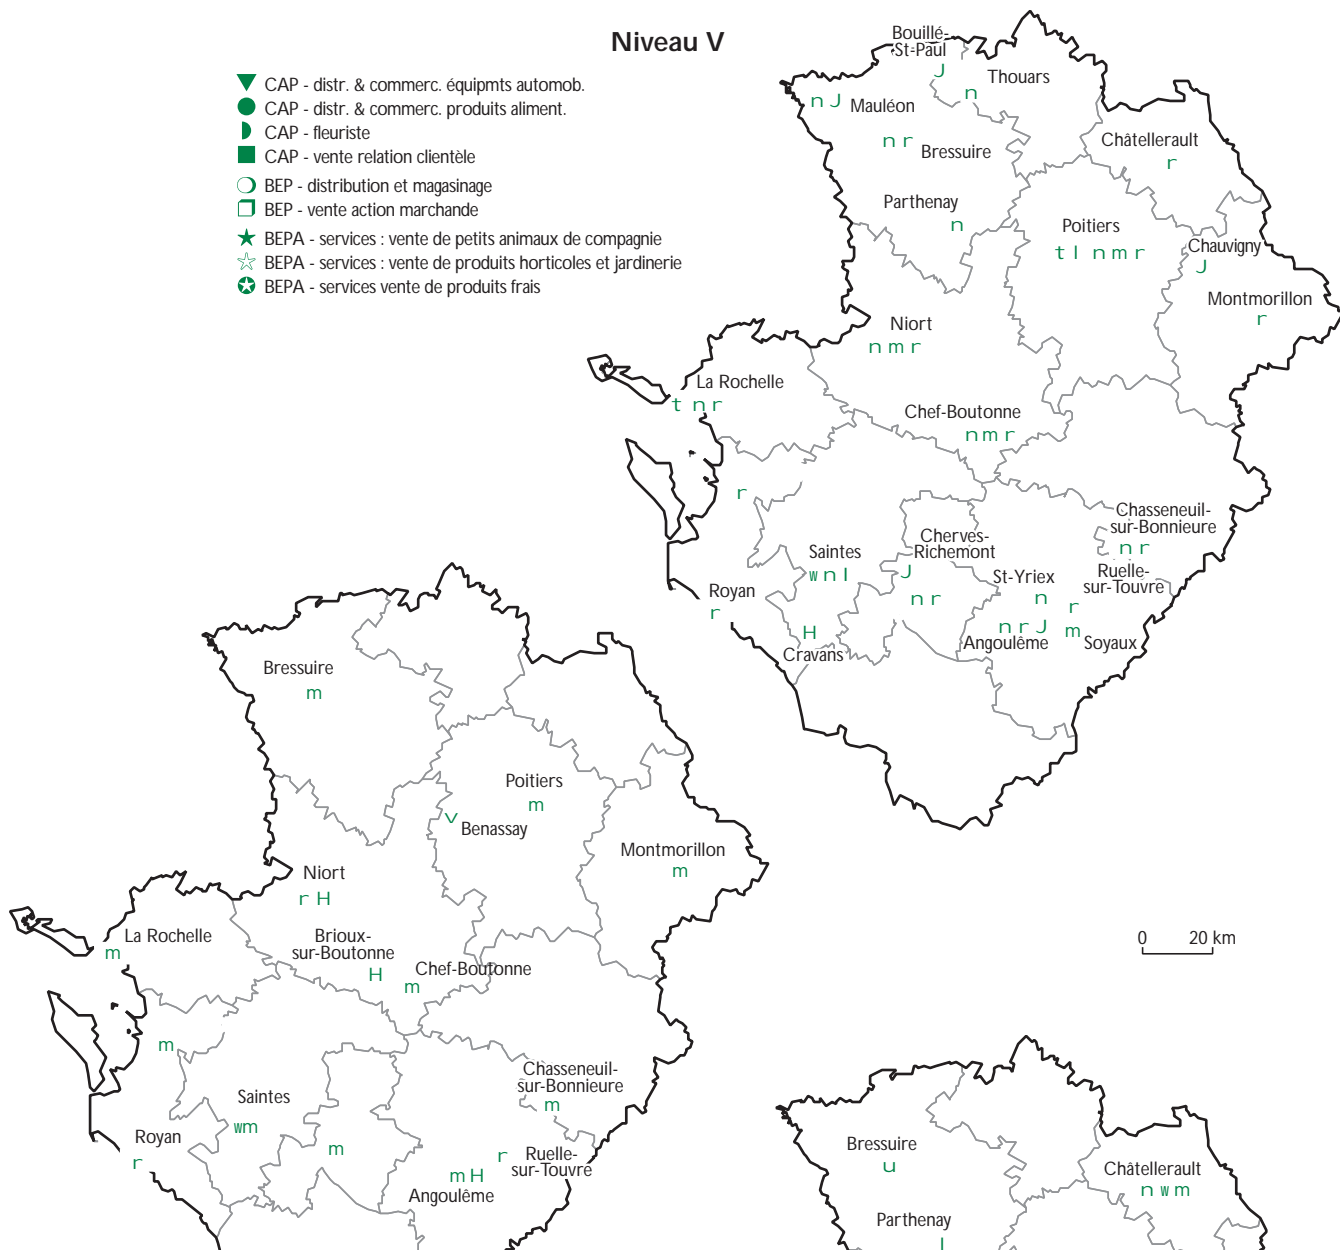 Niveau V
CAP - distr. & commerc. équipmts automob.
CAP - distr. & commerc. produits aliment.
CAP - fleuriste
CAP - vente relation clientèle
BEP - distribution et magasinage
BEP - vente action marchande
BEPA - services : vente de petits animaux de compagnie
BEPA - services : vente de produits horticoles et jardinerie
BEPA - services vente de produits frais
Bouillé-
St-Paul
J
Thouars
n
n J
Mauléon
n r
Bressuire
Châtellerault
r
Parthenay
n
Poitiers
t l n m r
Chauvigny
J
Montmorillon
r
Niort
n m r
La Rochelle
t n r
Chef-Boutonne
n m r
r
Chasseneuil-
sur-Bonnieure
n r
Cherves-
Richemont
J
n r
Saintes
w n l
St-Yriex
n
Ruelle-
sur-Touvre
r
Royan
r
H
Cravans
n r J
Angoulême
m
Soyaux
Bressuire
m
Poitiers
m
v
Benassay
Montmorillon
m
Niort
r H
La Rochelle
m
Brioux-
sur-Boutonne
H
Chef-Boutonne
m
0 20 km
m
Chasseneuil-
sur-Bonnieure
m
Saintes
w m
Royan
r
m
r
Ruelle-
sur-Touvre
m H
Angoulême
Bressuire
u
Châtellerault
n w m
Parthenay
l